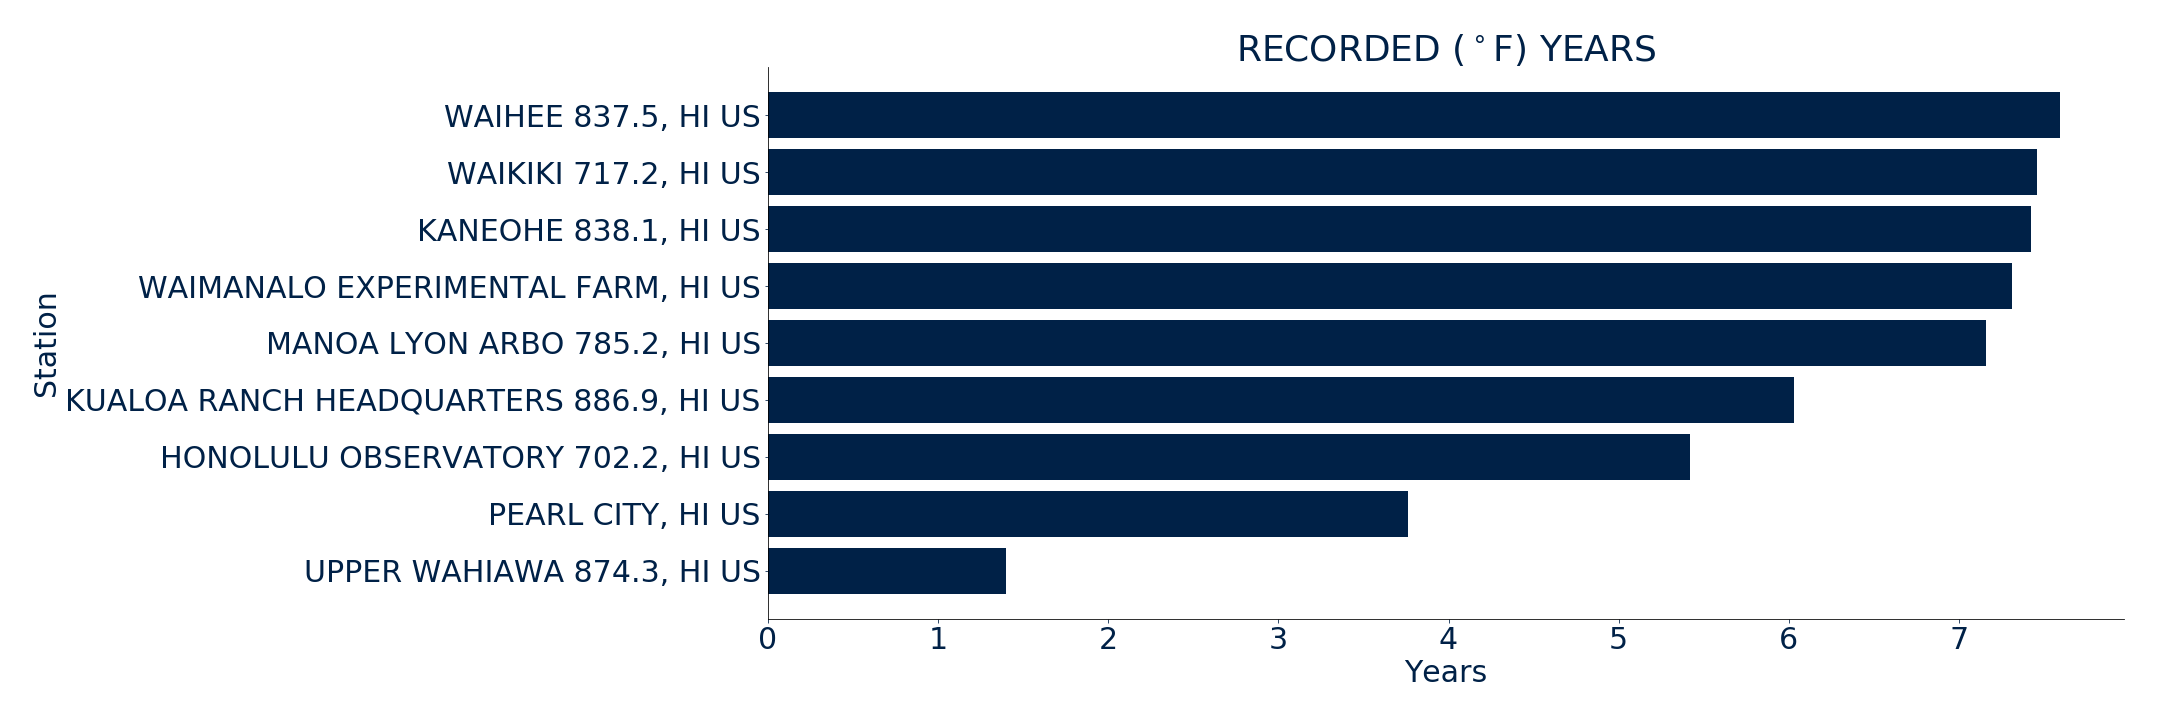 RECORDED (°F) YEARS
WAIHEE 837.5, HI US
WAIKIKI 717.2, HI US
KANEOHE 838.1, HI US
WAIMANALO EXPERIMENTAL FARM, HI US
MANOA LYON ARBO 785.2, HI US
KUALOA RANCH HEADQUARTERS 886.9, HI US
HONOLULU OBSERVATORY 702.2, HI US
PEARL CITY, HI US
UPPER WAHIAWA 874.3, HI US
Station
0 1 2 3 4 5 6 7
Years